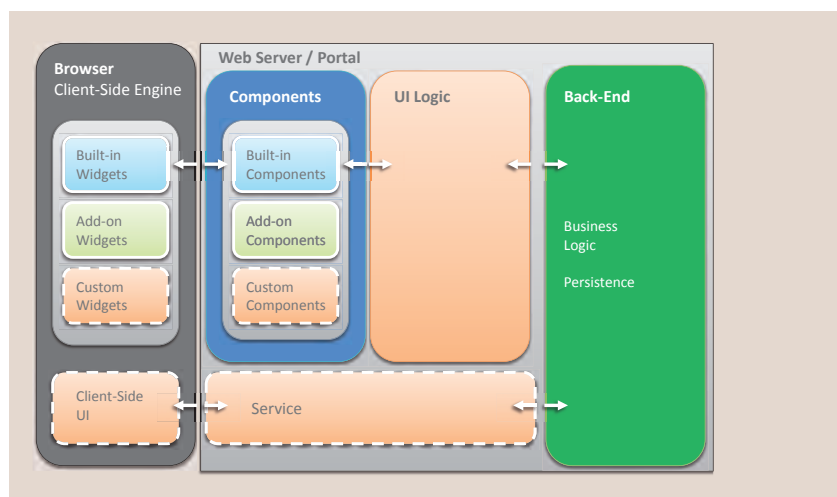 Web Server / Portal
Browser
Client-Side Engine
Components
UI Logic
Back-End
Built-in
Widgets
Built-in
Components
Add-on
Widgets
Add-on
Components
Business
Logic
Persistence
Custom
Widgets
Custom
Components
Client-Side
UI
Service